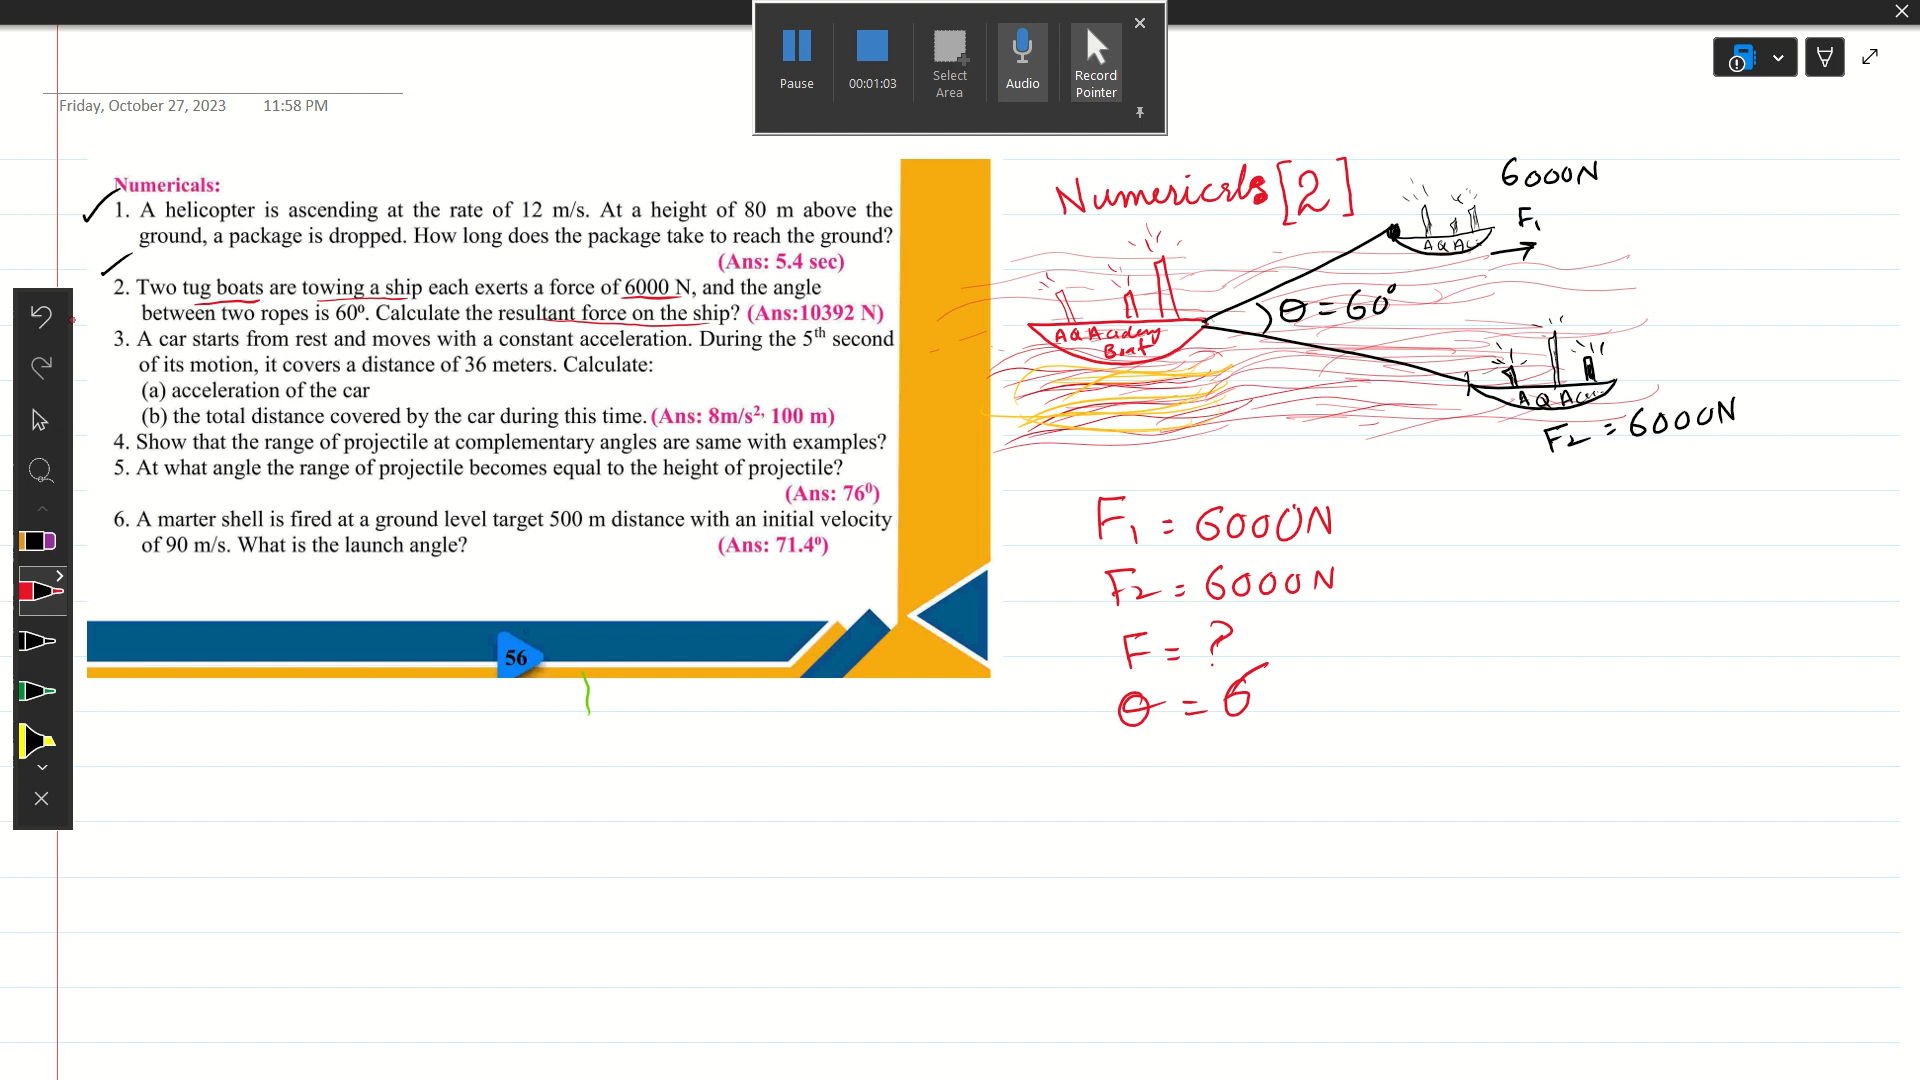 Pause
00:01:03
Select
Area
Audio
Record
Pointer
Friday, October 27, 2023 11:58 PM
Numericals:
1. A helicopter is ascending at the rate of 12 m/s. At a height of 80 m above the
ground, a package is dropped. How long does the package take to reach the ground?
(Ans: 5.4 sec)
2. Two tug boats are towing a ship each exerts a force of 6000 N, and the angle
between two ropes is 60⁰. Calculate the resultant force on the ship? (Ans:10392 N)
3. A car starts from rest and moves with a constant acceleration. During the 5th second
of its motion, it covers a distance of 36 meters. Calculate:
(a) acceleration of the car
(b) the total distance covered by the car during this time. (Ans: 8m/s², 100 m)
4. Show that the range of projectile at complementary angles are same with examples?
5. At what angle the range of projectile becomes equal to the height of projectile?
(Ans: 76⁰)
6. A marter shell is fired at a ground level target 500 m distance with an initial velocity
of 90 m/s. What is the launch angle? (Ans: 71.4⁰)
56
Numericals [2]
6000N
F₁
A Q A
θ = 60°
A Q Academy
Boat
A Q A
F₂ = 6000N
F₁ = 6000N
F₂ = 6000N
F = ?
θ = 6